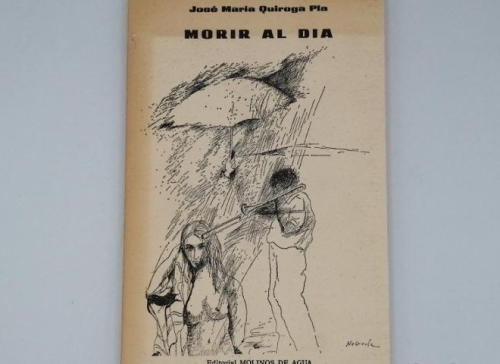 José María Quiroga Pla
MORIR AL DIA
Editorial MOLINOS DE AGUA